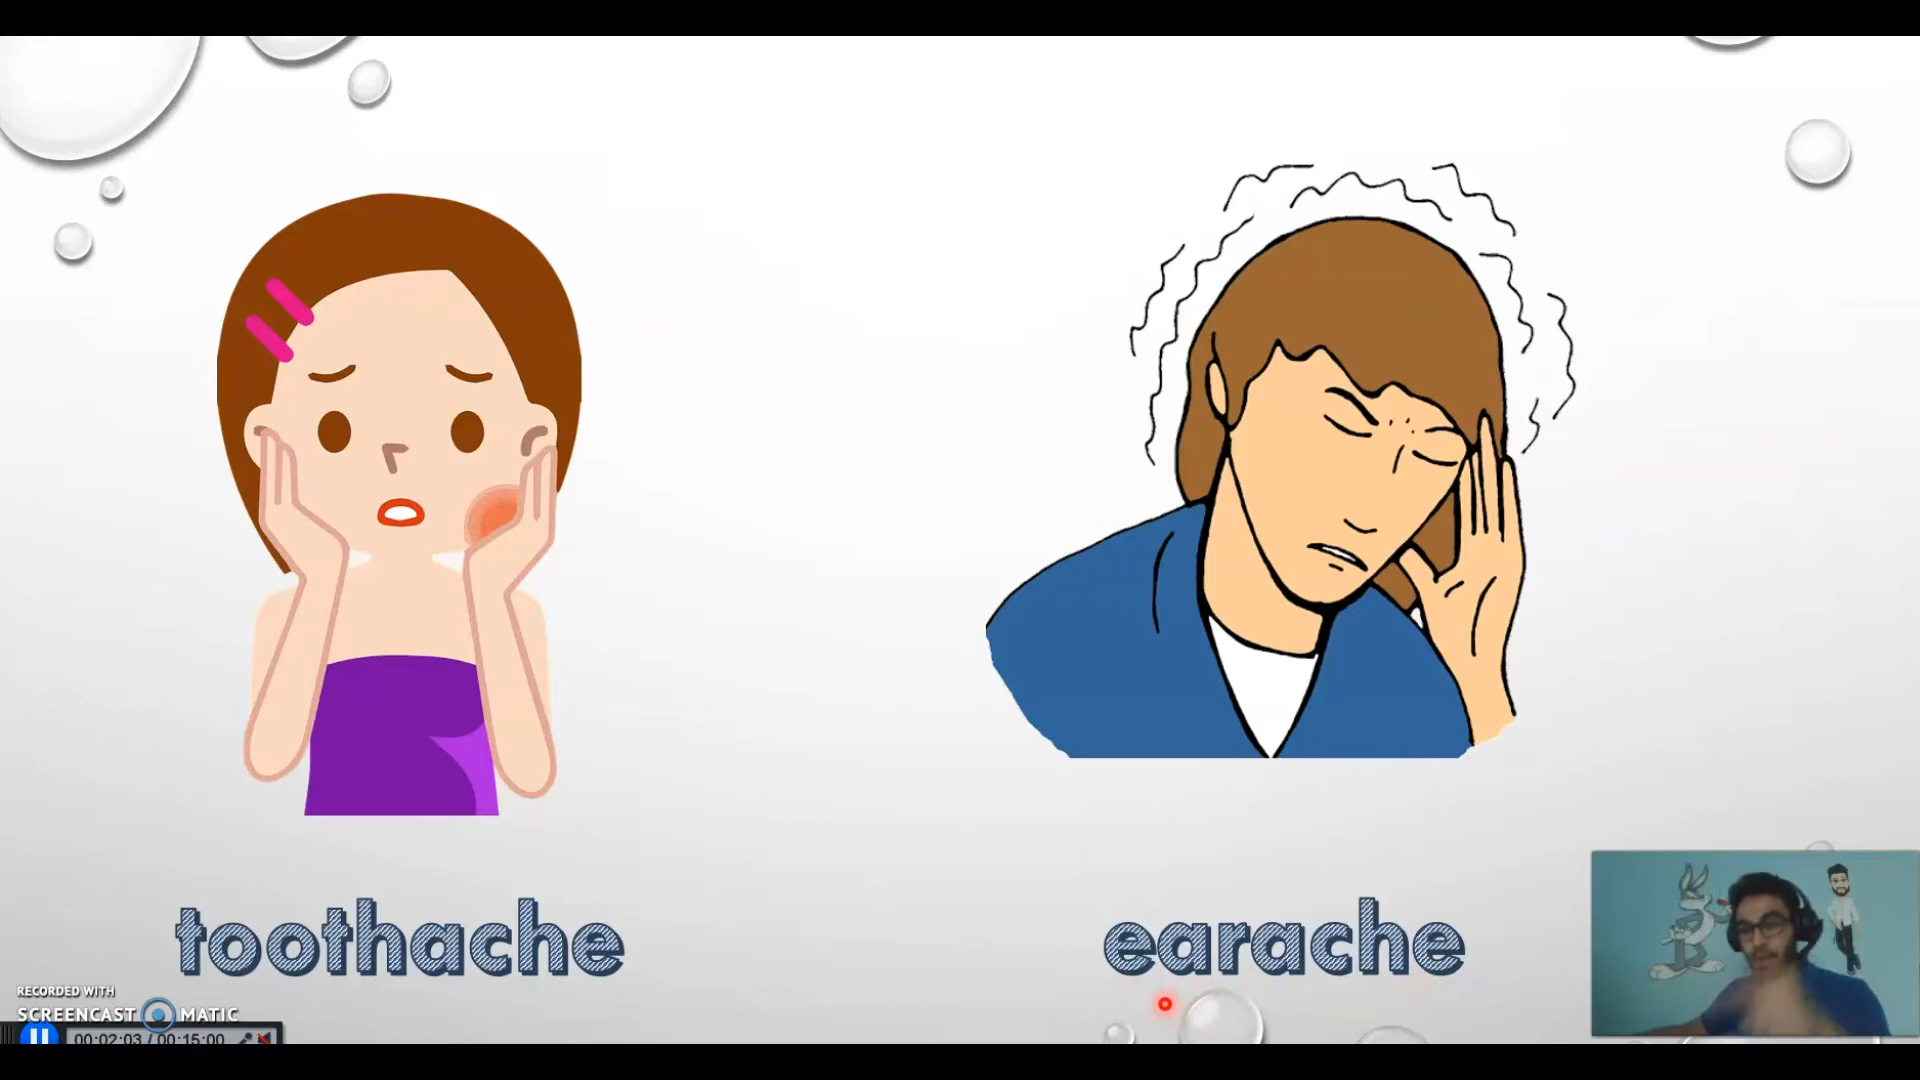 toothache
earache
RECORDED WITH
SCREENCAST MATIC
00:02:03 / 00:15:00